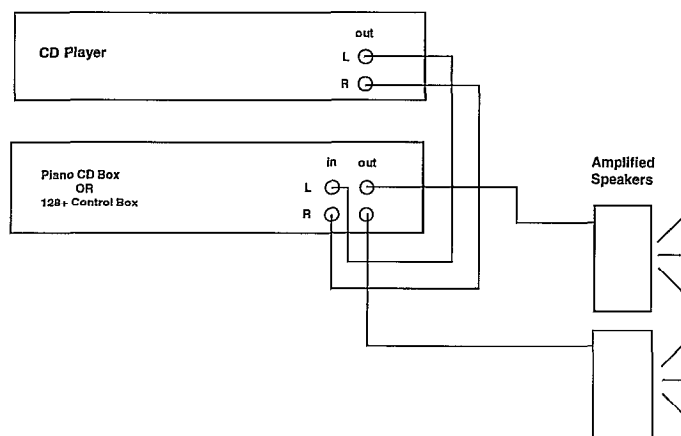 out
CD Player
L
R
in out
Piano CD Box
OR
128+ Control Box
L
R
Amplified
Speakers